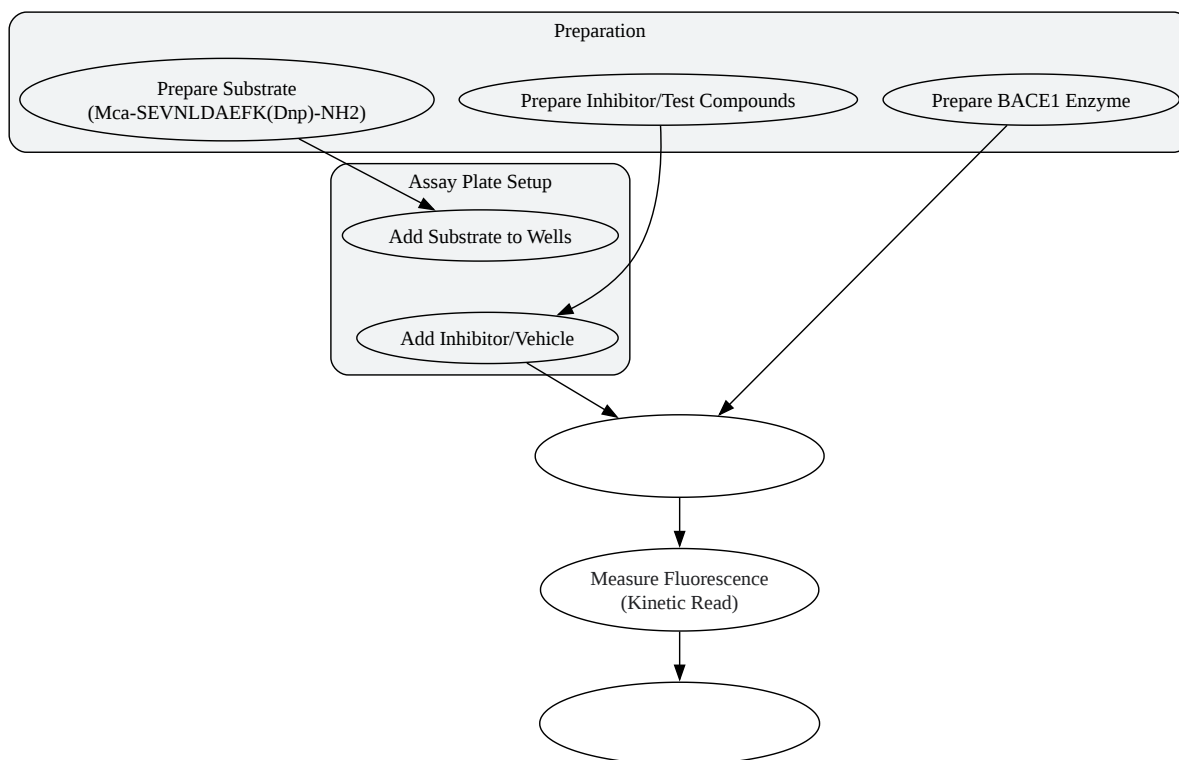 Preparation
Prepare Substrate
(Mca-SEVNLDAEFK(Dnp)-NH2)
Prepare Inhibitor/Test Compounds
Prepare BACE1 Enzyme
Assay Plate Setup
Add Substrate to Wells
Add Inhibitor/Vehicle
Measure Fluorescence
(Kinetic Read)